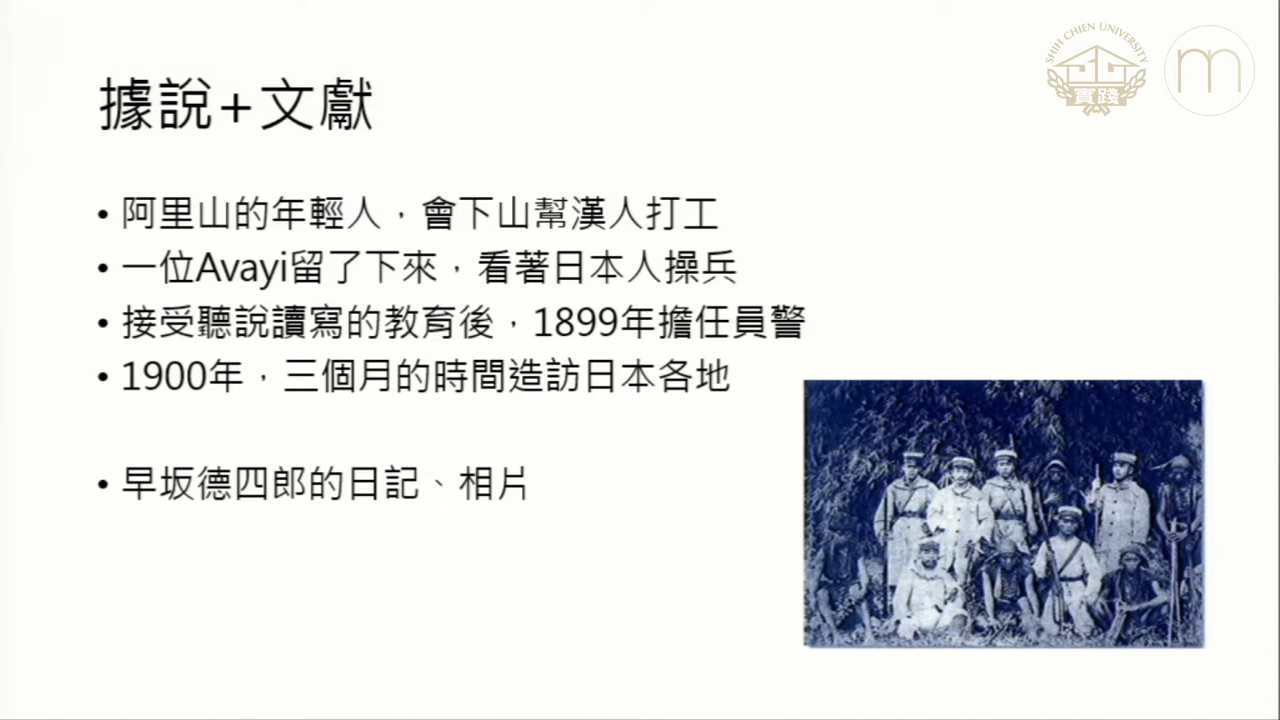 SHIH CHIEN UNIVERSITY
實踐
據說+文獻
• 阿里山的年輕人，會下山幫漢人打工
• 一位Avayi留了下來，看著日本人操兵
• 接受聽說讀寫的教育後，1899年擔任員警
• 1900年，三個月的時間造訪日本各地
• 早坂德四郎的日記、相片